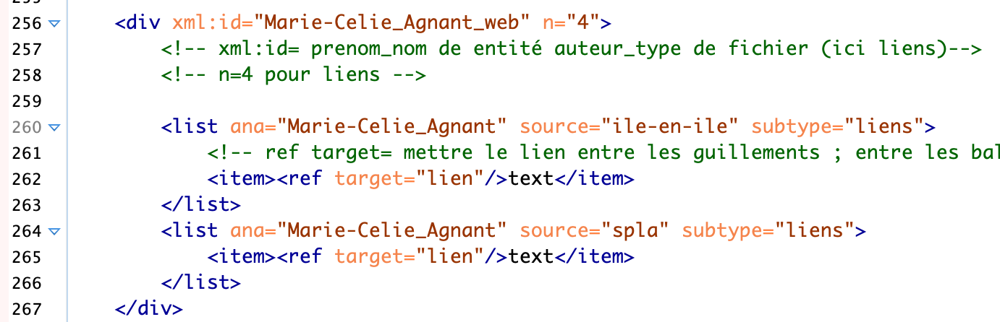 256 <div xml:id="Marie-Celie_Agnant_web" n="4">
257 <!-- xml:id= prenom_nom de entité auteur_type de fichier (ici liens)-->
258 <!-- n=4 pour liens -->
259
260 <list ana="Marie-Celie_Agnant" source="ile-en-ile" subtype="liens">
261 <!-- ref target= mettre le lien entre les guillements ; entre les bal
262 <item><ref target="lien"/>text</item>
263 </list>
264 <list ana="Marie-Celie_Agnant" source="spla" subtype="liens">
265 <item><ref target="lien"/>text</item>
266 </list>
267 </div>